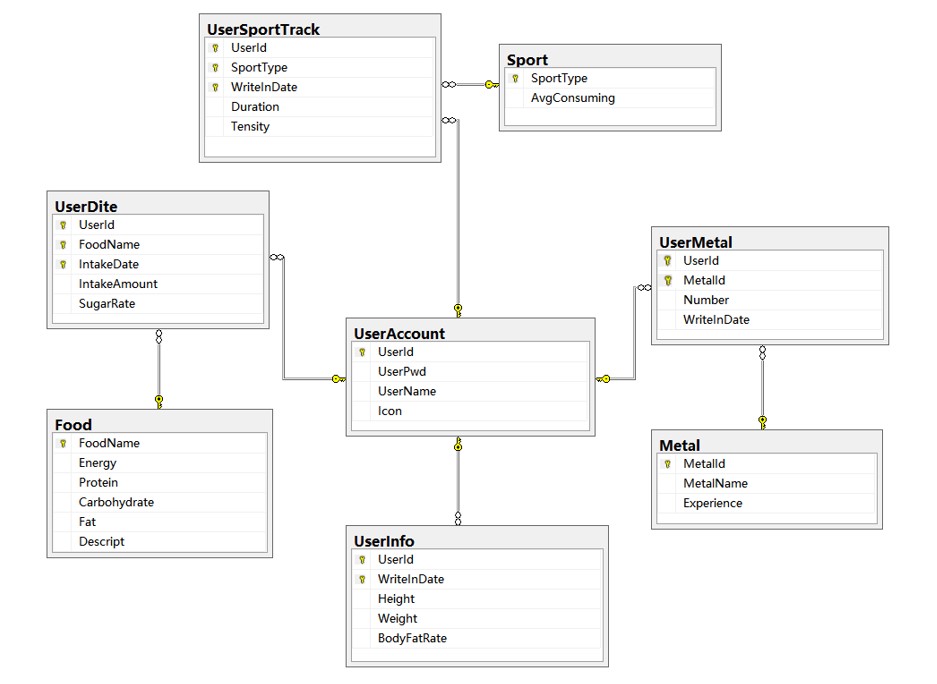 UserSportTrack
UserId
SportType
WriteInDate
Duration
Tensity
Sport
SportType
AvgConsuming
UserDite
UserId
FoodName
IntakeDate
IntakeAmount
SugarRate
UserMetal
UserId
MetalId
Number
WriteInDate
UserAccount
UserId
UserPwd
UserName
Icon
Food
FoodName
Energy
Protein
Carbohydrate
Fat
Descript
Metal
MetalId
MetalName
Experience
UserInfo
UserId
WriteInDate
Height
Weight
BodyFatRate